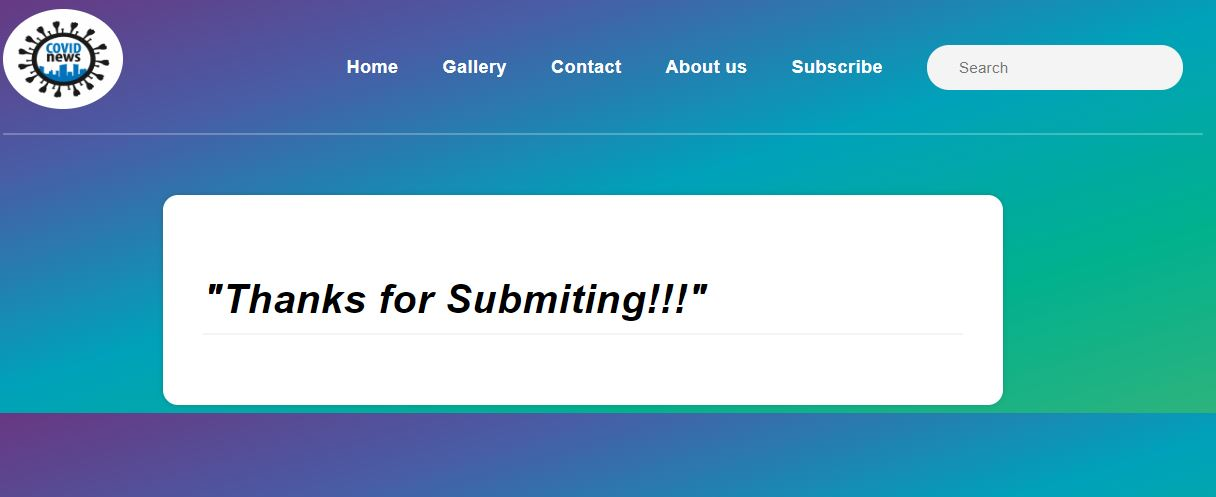 COVID
news
Home Gallery Contact About us Subscribe Search
"Thanks for Submiting!!!"